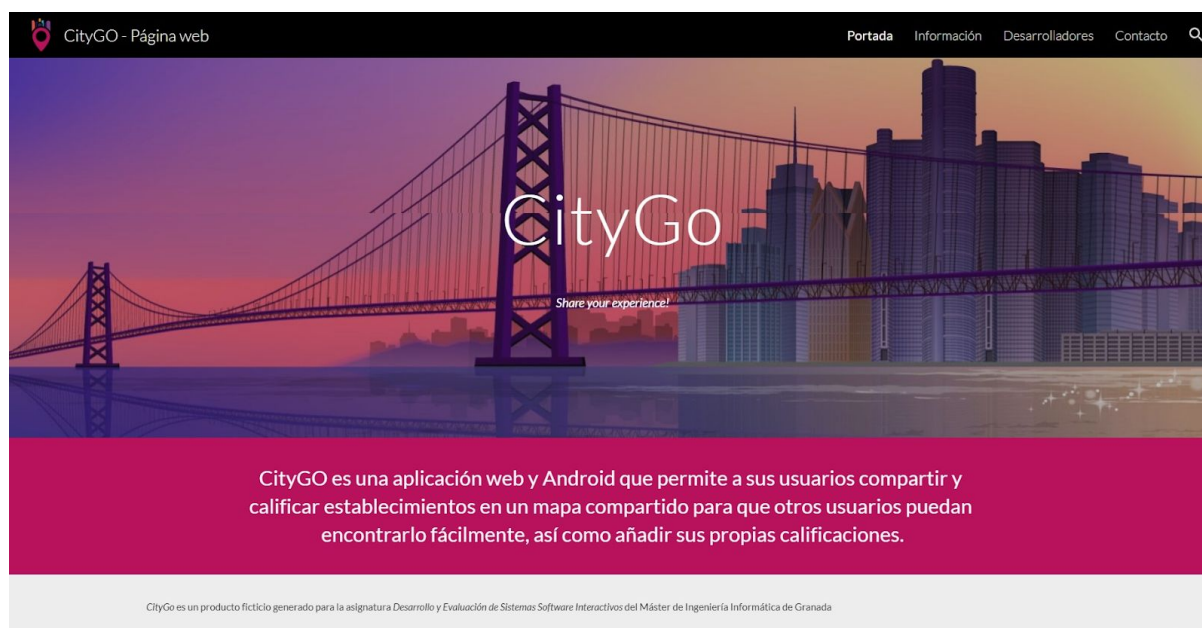 CityGO - Página web
Portada Información Desarrolladores Contacto
CityGo
Share your experience!
CityGO es una aplicación web y Android que permite a sus usuarios compartir y
calificar establecimientos en un mapa compartido para que otros usuarios puedan
encontrarlo fácilmente, así como añadir sus propias calificaciones.
CityGo es un producto ficticio generado para la asignatura Desarrollo y Evaluación de Sistemas Software Interactivos del Máster de Ingeniería Informática de Granada